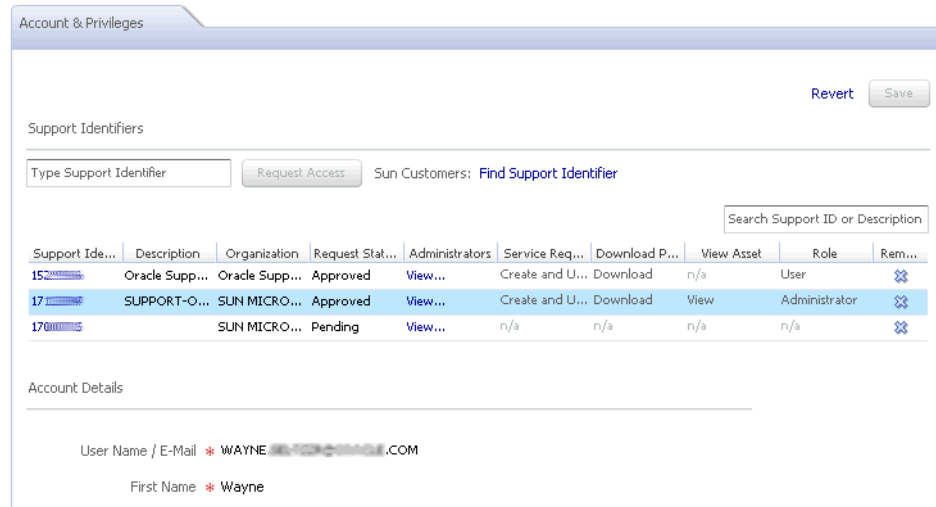 Account & Privileges
Revert Save
Support Identifiers
Type Support Identifier Request Access Sun Customers: Find Support Identifier
Search Support ID or Description
Support Ide... Description Organization Request Stat... Administrators Service Req... Download P... View Asset Role Rem...
Oracle Supp... Oracle Supp... Approved View... Create and U... Download n/a User
SUPPORT-O... SUN MICRO... Approved View... Create and U... Download View Administrator
SUN MICRO... Pending View... n/a n/a n/a n/a
Account Details
User Name / E-Mail * WAYNE .COM
First Name * Wayne